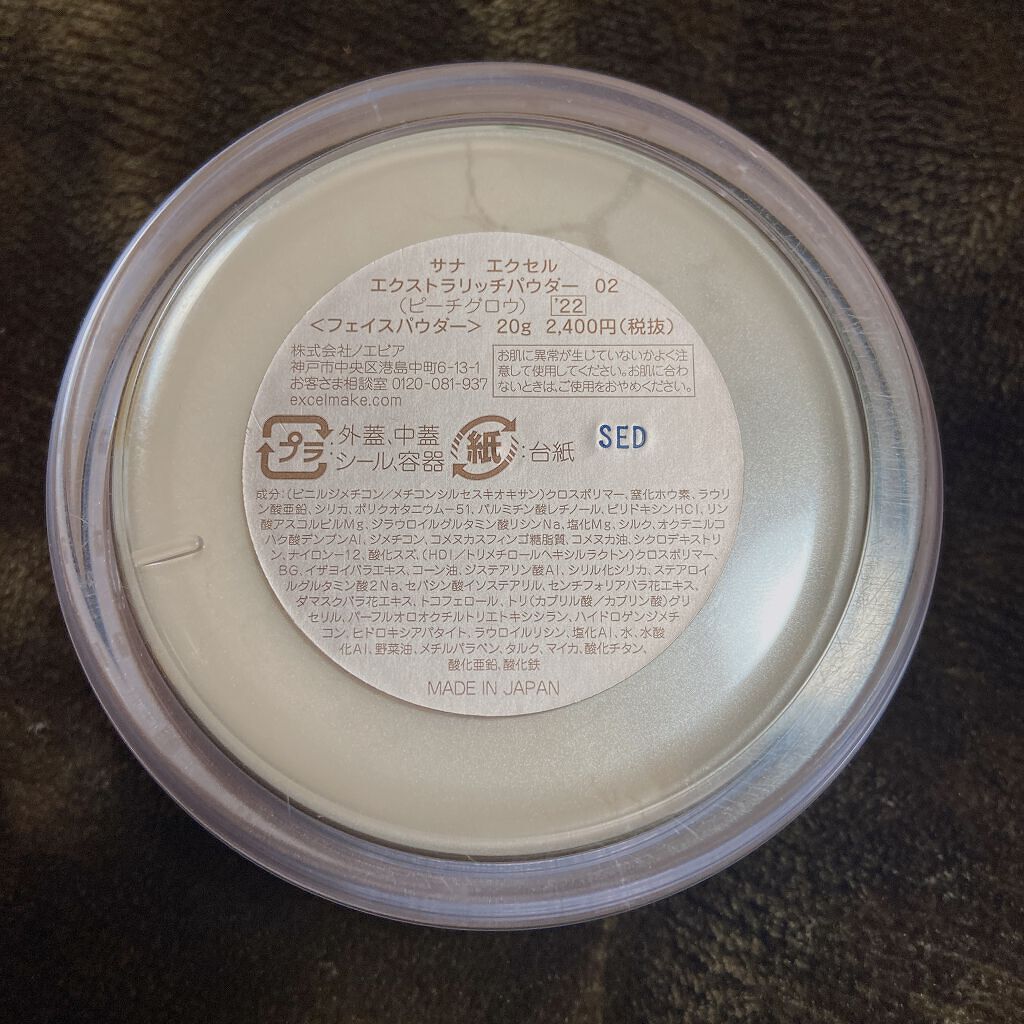 サナ エクセル
エクストラリッチパウダー 02
(ピーチグロウ) '22
<フェイスパウダー> 20g 2,400円(税抜)
株式会社ノエビア
神戸市中央区港島中町6-13-1
お客さま相談室 0120-081-937
excelmake.com
お肌に異常が生じていないかよく注
意して使用してください。お肌に合わ
ないときは、ご使用をおやめください。
プラ :外蓋、中蓋
:シール、容器
紙 :台紙
SED
成分:(ビニルジメチコン/メチコンシルセスキオキサン)クロスポリマー、窒化ホウ素、ラウリ
ン酸亜鉛、シリカ、ポリクオタニウム-51、パルミチン酸レチノール、ピリドキシンHCl、リン
酸アスコルビルMg、ジラウロイルグルタミン酸リシンNa、塩化Mg、シルク、オクテニルコ
ハク酸デンプンAl、ジメチコン、コメヌカスフィンゴ糖脂質、コメヌカ油、シクロデキストリ
ン、ナイロン-12、酸化スズ、(HDI/トリメチロールヘキシルラクトン)クロスポリマー、
BG、イザヨイバラエキス、コーン油、ジステアリン酸Al、シリル化シリカ、ステアロイ
ルグルタミン酸2Na、セバシン酸イソステアリル、センチフォリアバラ花エキス、
ダマスクバラ花エキス、トコフェロール、トリ(カプリル酸/カプリン酸)グリ
セリル、パーフルオロオクチルトリエトキシシラン、ハイドロゲンジメチ
コン、ヒドロキシアパタイト、ラウロイルリシン、塩化Al、水、水酸
化Al、野菜油、メチルパラベン、タルク、マイカ、酸化チタン、
酸化亜鉛、酸化鉄
MADE IN JAPAN